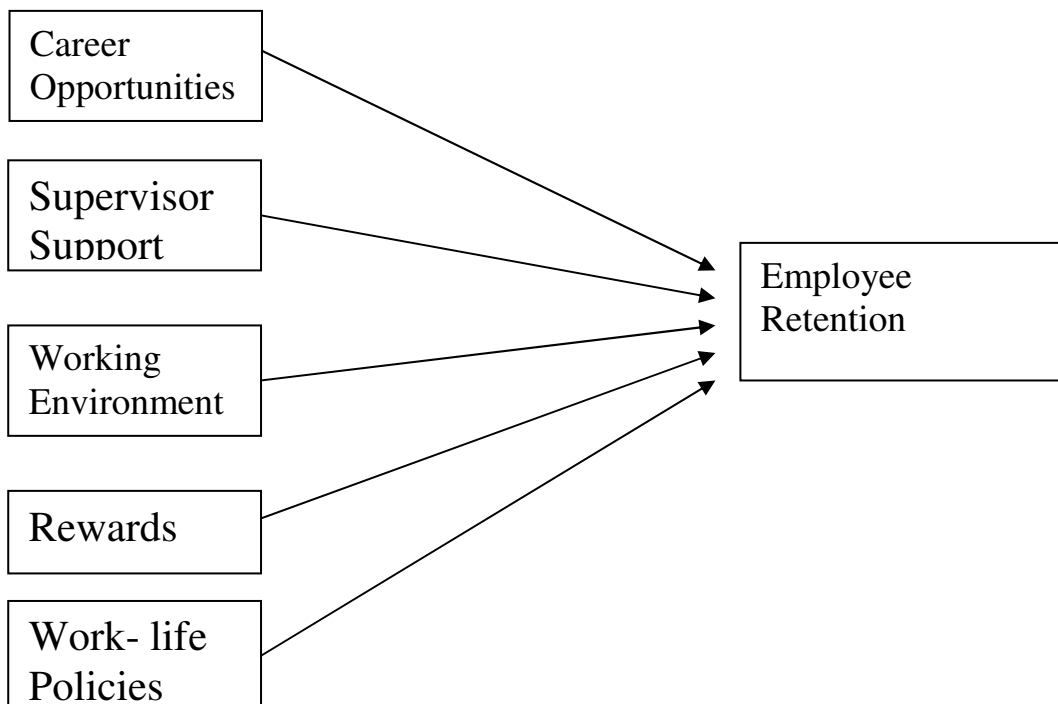 Career
Opportunities
Supervisor
Support
Working
Environment
Rewards
Work- life
Policies
Employee
Retention